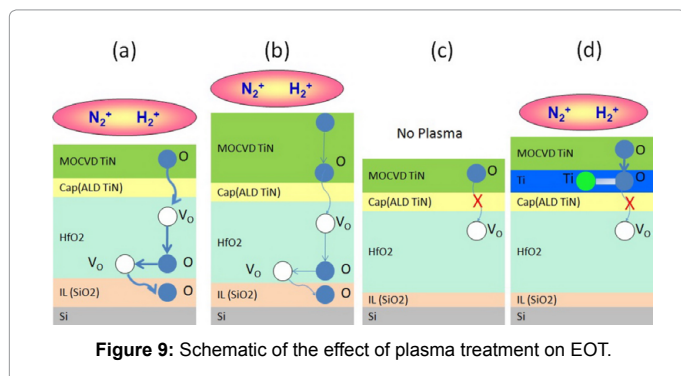 (a)
N2+ H2+
O
MOCVD TiN
Cap(ALD TiN)
VO
HfO2
VO
O
IL (SiO2)
O
Si
(b)
N2+ H2+
MOCVD TiN
O
Cap(ALD TiN)
VO
HfO2
VO
O
IL (SiO2)
O
Si
(c)
No Plasma
MOCVD TiN
O
Cap(ALD TiN)
X
VO
HfO2
IL (SiO2)
Si
(d)
N2+ H2+
MOCVD TiN
O
Ti
Ti
O
Cap(ALD TiN)
X
VO
HfO2
IL (SiO2)
Si
Figure 9: Schematic of the effect of plasma treatment on EOT.